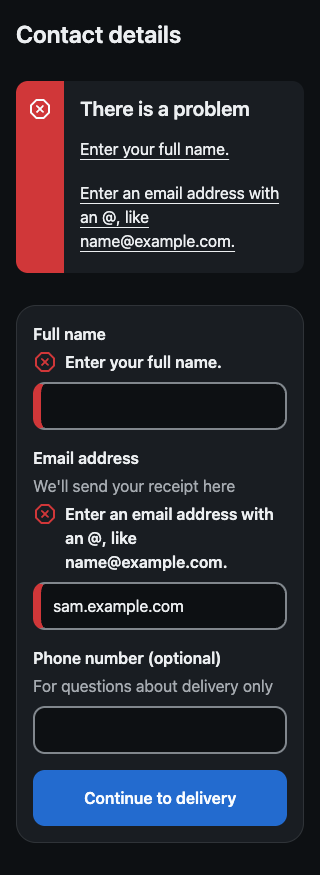 Contact details
There is a problem
Enter your full name.
Enter an email address with
an @, like
name@example.com.
Full name
Enter your full name.
Email address
We'll send your receipt here
Enter an email address with
an @, like
name@example.com.
sam.example.com
Phone number (optional)
For questions about delivery only
Continue to delivery